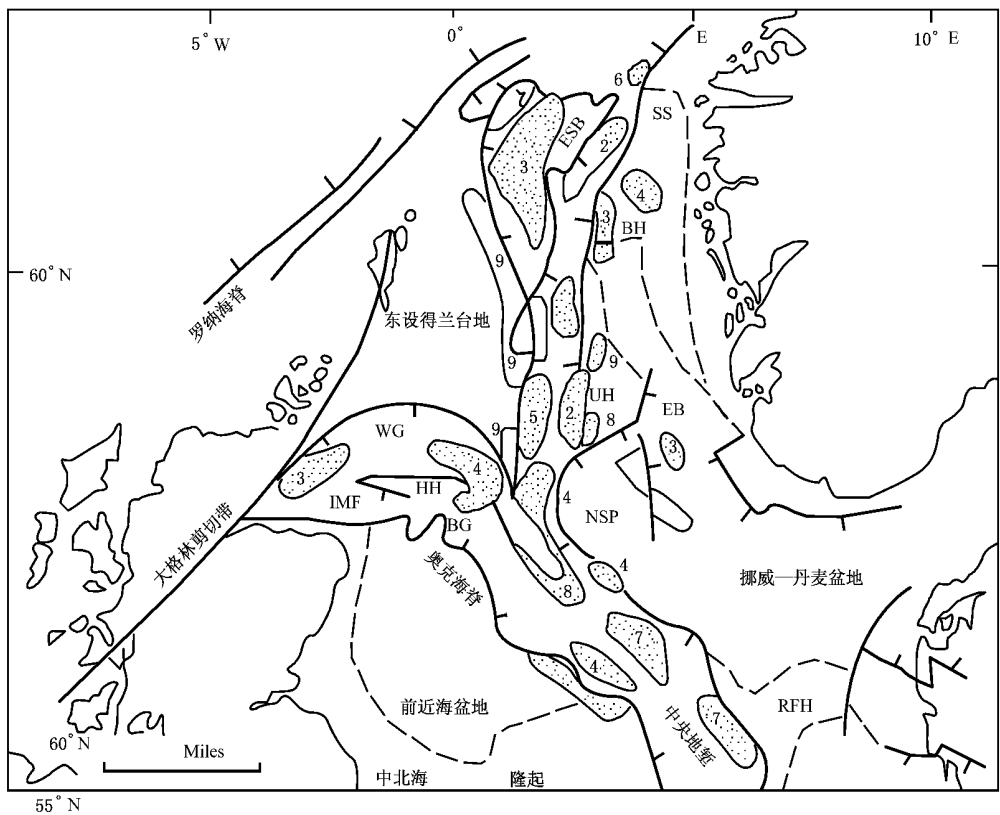 5° W
0°
E
10° E
6
SS
ESB
2
3
4
3
BH
9
60° N
罗纳海脊
东设得兰台地
9
9
UH
5
2
8
EB
WG
9
3
4
3
HH
4
IMF
BG
NSP
大格林剪切带
奥克海脊
4
挪威—丹麦盆地
8
7
4
前近海盆地
7
RFH
中央地堑
60° N
Miles
中北海
隆起
55° N